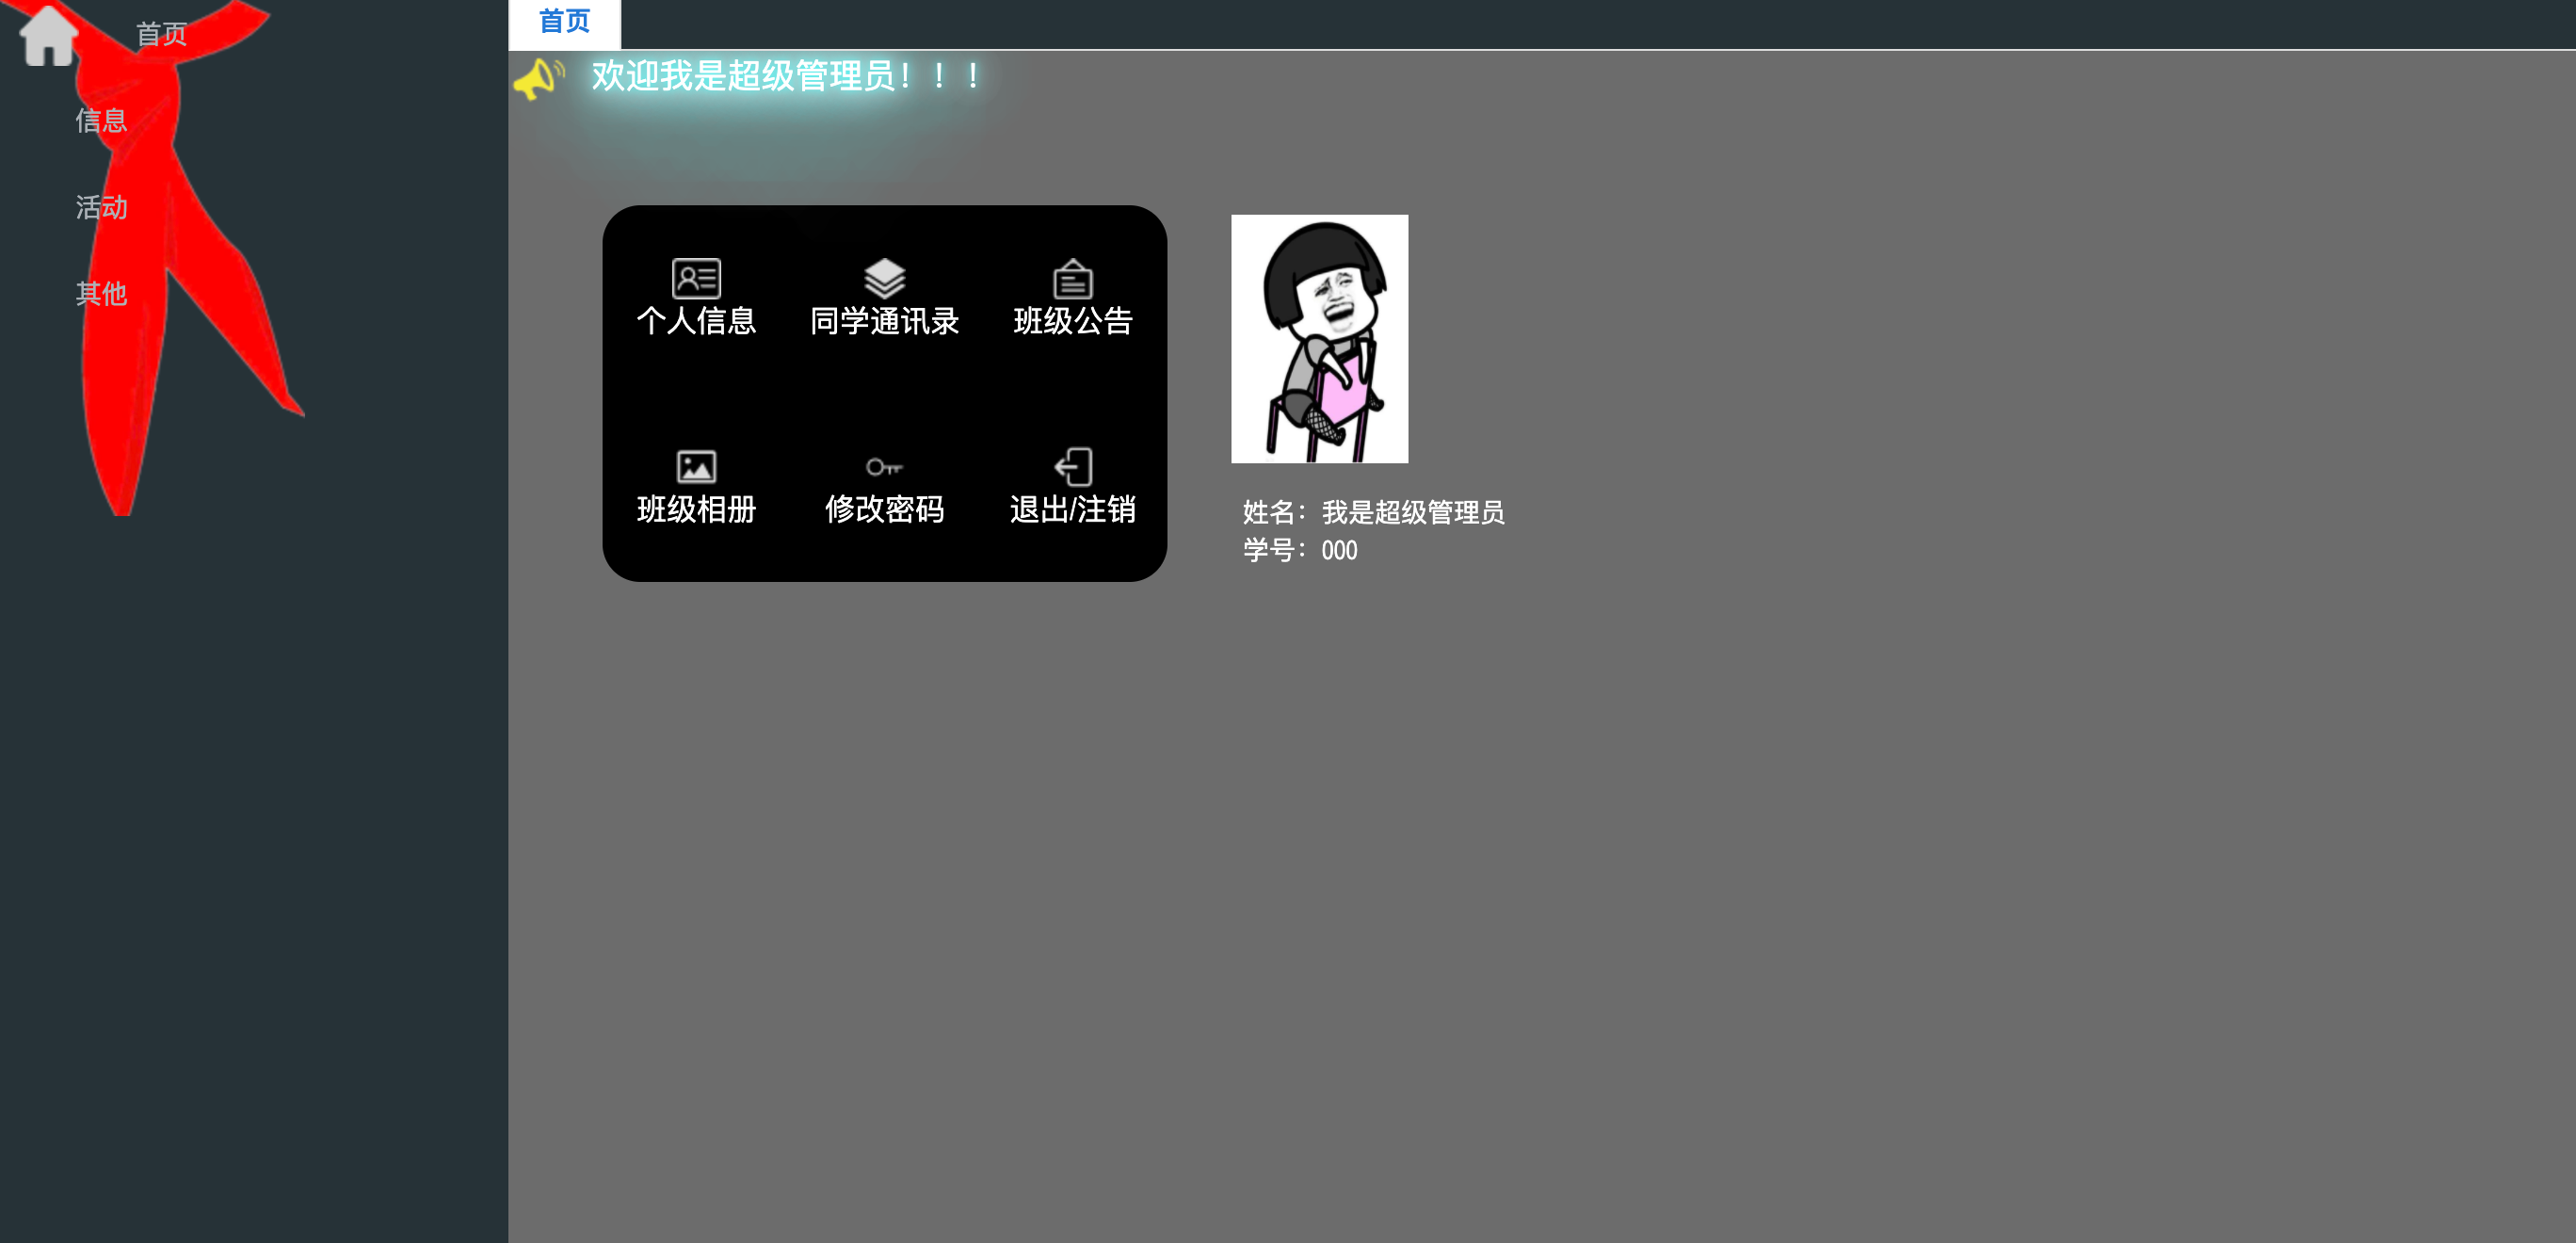 首页
信息
活动
其他
首页
欢迎我是超级管理员！！！
个人信息
同学通讯录
班级公告
班级相册
修改密码
退出/注销
姓名：我是超级管理员
学号：000